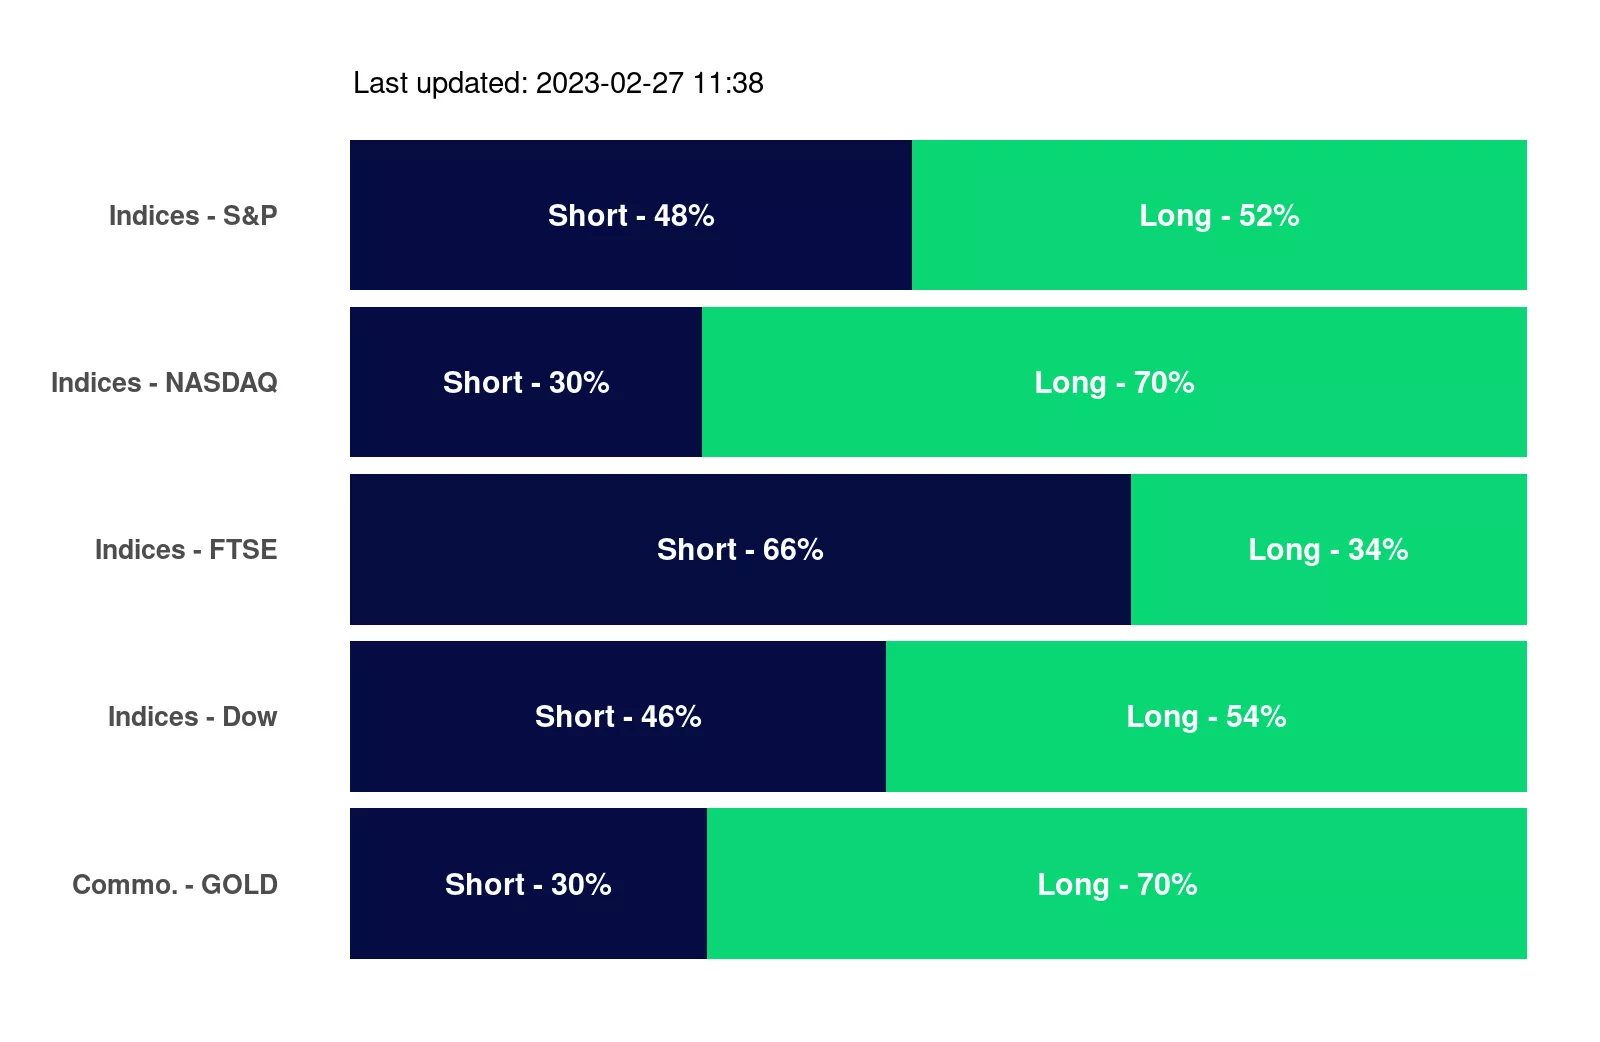 Last updated: 2023-02-27 11:38
Indices - S&P Short - 48% Long - 52%
Indices - NASDAQ Short - 30% Long - 70%
Indices - FTSE Short - 66% Long - 34%
Indices - Dow Short - 46% Long - 54%
Commo. - GOLD Short - 30% Long - 70%